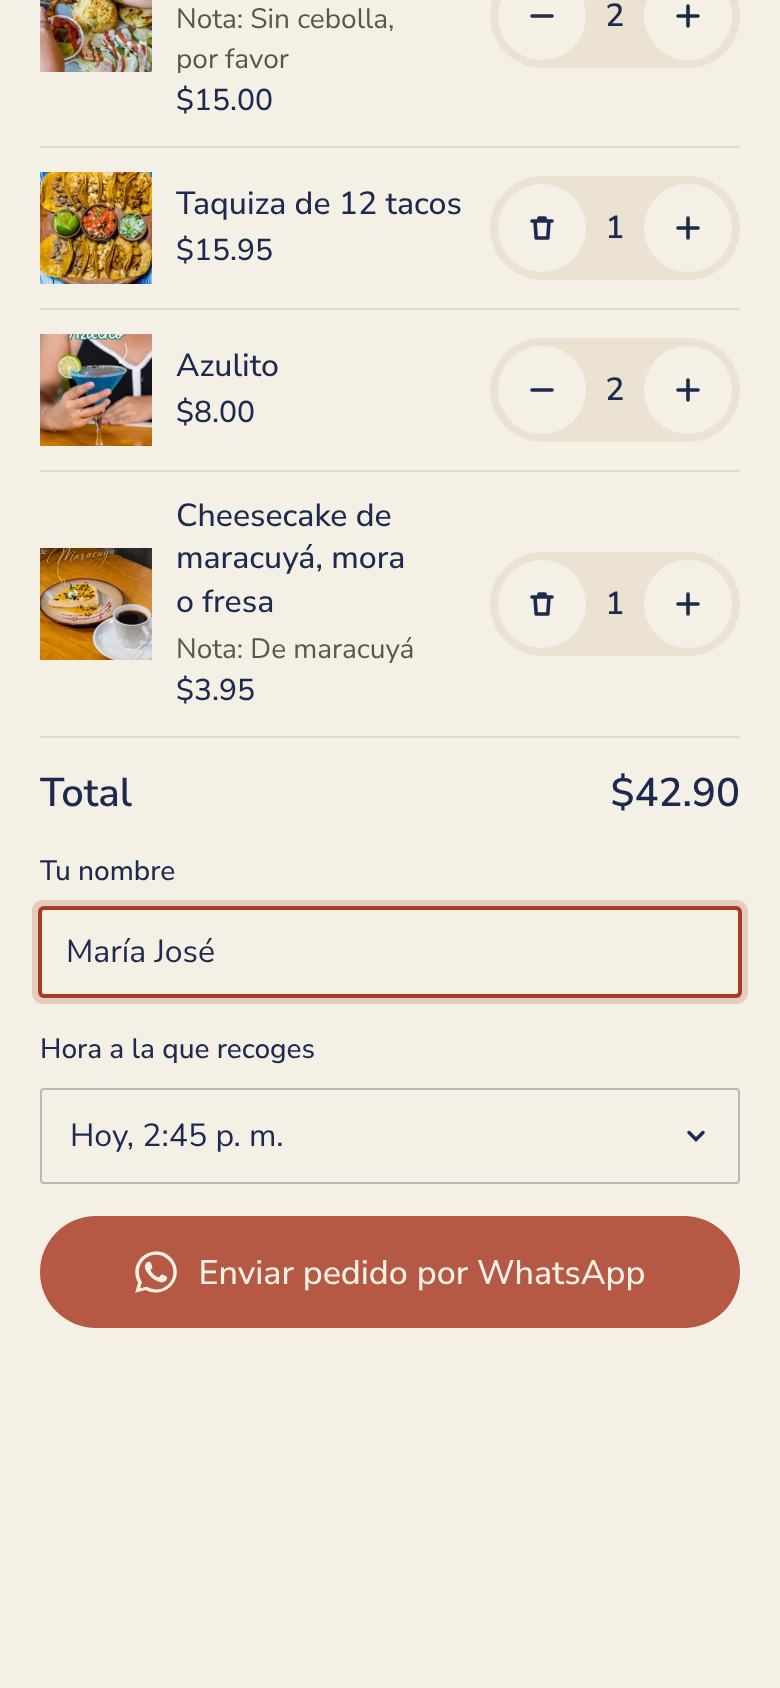 Nota: Sin cebolla,
por favor
$15.00
2
Taquiza de 12 tacos
$15.95
1
Azulito
$8.00
2
Cheesecake de
maracuyá, mora
o fresa
Nota: De maracuyá
$3.95
1
Maracuya
Total
$42.90
Tu nombre
María José
Hora a la que recoges
Hoy, 2:45 p. m.
Enviar pedido por WhatsApp